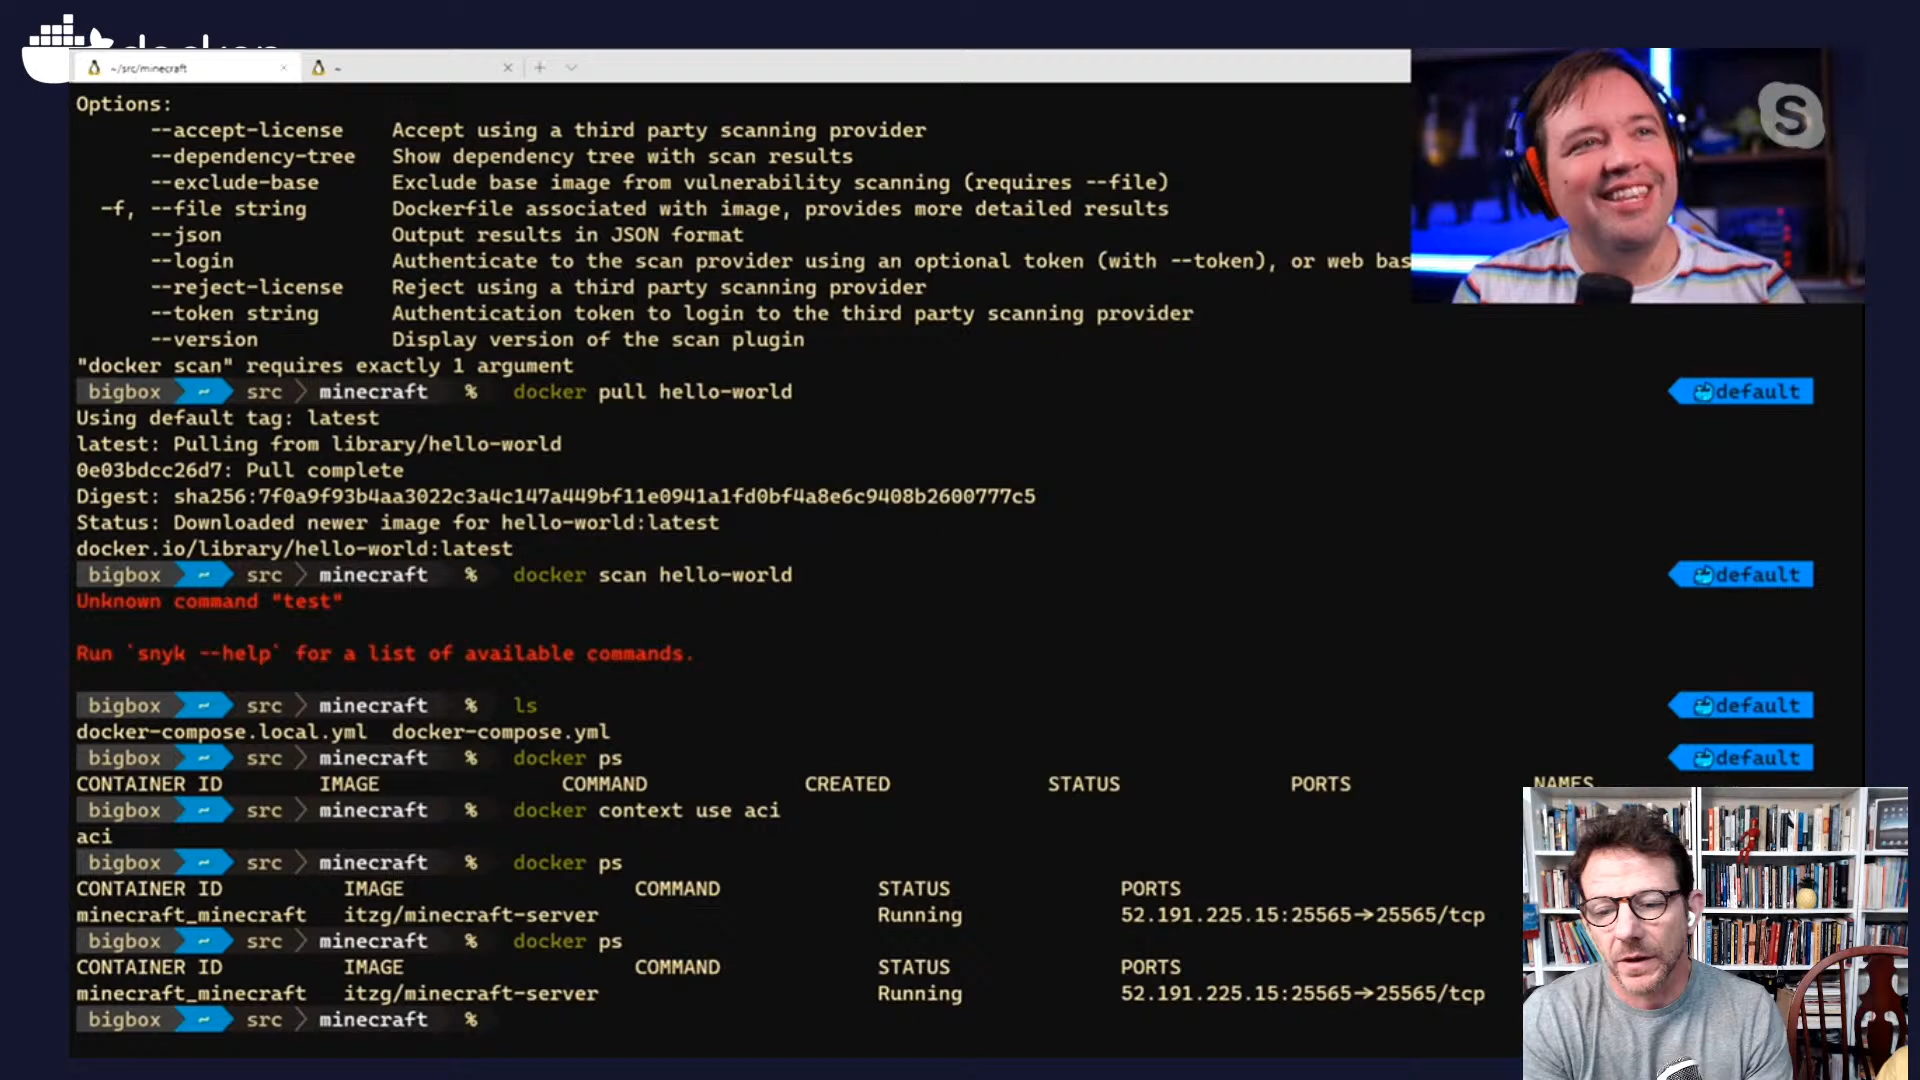 docker
~/src/minecraft × ~ × + ⌄
Options:
--accept-license Accept using a third party scanning provider
--dependency-tree Show dependency tree with scan results
--exclude-base Exclude base image from vulnerability scanning (requires --file)
-f, --file string Dockerfile associated with image, provides more detailed results
--json Output results in JSON format
--login Authenticate to the scan provider using an optional token (with --token), or web bas
--reject-license Reject using a third party scanning provider
--token string Authentication token to login to the third party scanning provider
--version Display version of the scan plugin
"docker scan" requires exactly 1 argument
bigbox ~ src minecraft % docker pull hello-world default
Using default tag: latest
latest: Pulling from library/hello-world
0e03bdcc26d7: Pull complete
Digest: sha256:7f0a9f93b4aa3022c3a4c147a449bf11e0941a1fd0bf4a8e6c9408b2600777c5
Status: Downloaded newer image for hello-world:latest
docker.io/library/hello-world:latest
bigbox ~ src minecraft % docker scan hello-world default
Unknown command "test"
Run `snyk --help` for a list of available commands.
bigbox ~ src minecraft % ls default
docker-compose.local.yml docker-compose.yml
bigbox ~ src minecraft % docker ps default
CONTAINER ID IMAGE COMMAND CREATED STATUS PORTS NAMES
bigbox ~ src minecraft % docker context use aci
aci
bigbox ~ src minecraft % docker ps
CONTAINER ID IMAGE COMMAND STATUS PORTS
minecraft_minecraft itzg/minecraft-server Running 52.191.225.15:25565->25565/tcp
bigbox ~ src minecraft % docker ps
CONTAINER ID IMAGE COMMAND STATUS PORTS
minecraft_minecraft itzg/minecraft-server Running 52.191.225.15:25565->25565/tcp
bigbox ~ src minecraft %